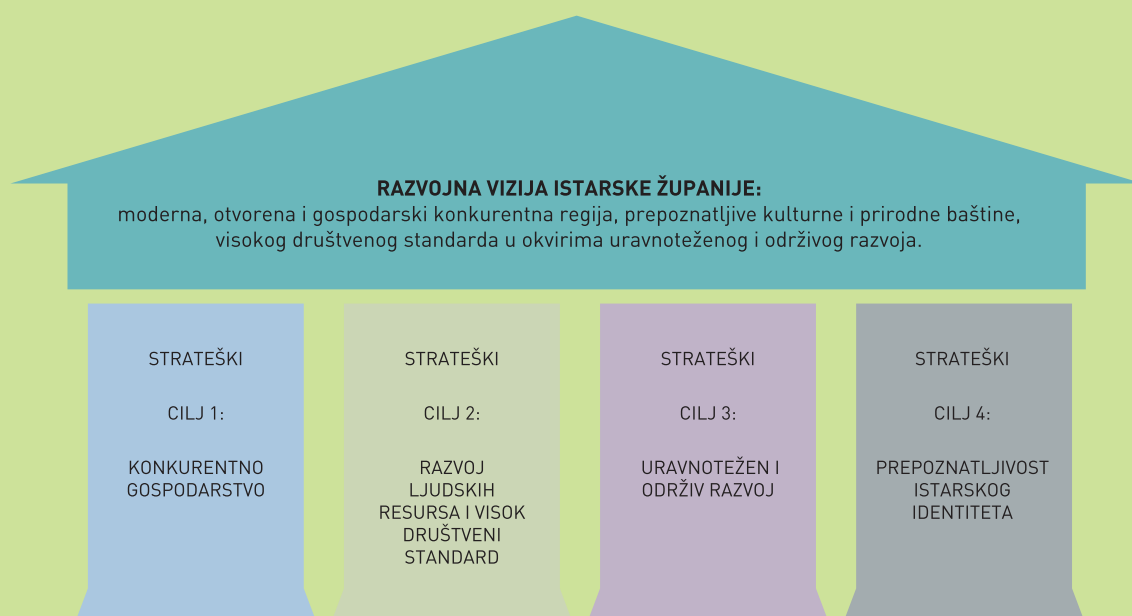 RAZVOJNA VIZIJA ISTARSKE ŽUPANIJE:
moderna, otvorena i gospodarski konkurentna regija, prepoznatljive kulturne i prirodne baštine,
visokog društvenog standarda u okvirima uravnoteženog i održivog razvoja.
STRATEŠKI
CILJ 1:
KONKURENTNO
GOSPODARSTVO
STRATEŠKI
CILJ 2:
RAZVOJ
LJUDSKIH
RESURSA I VISOK
DRUŠTVENI
STANDARD
STRATEŠKI
CILJ 3:
URAVNOTEŽEN I
ODRŽIV RAZVOJ
STRATEŠKI
CILJ 4:
PREPOZNATLJIVOST
ISTARSKOG
IDENTITETA